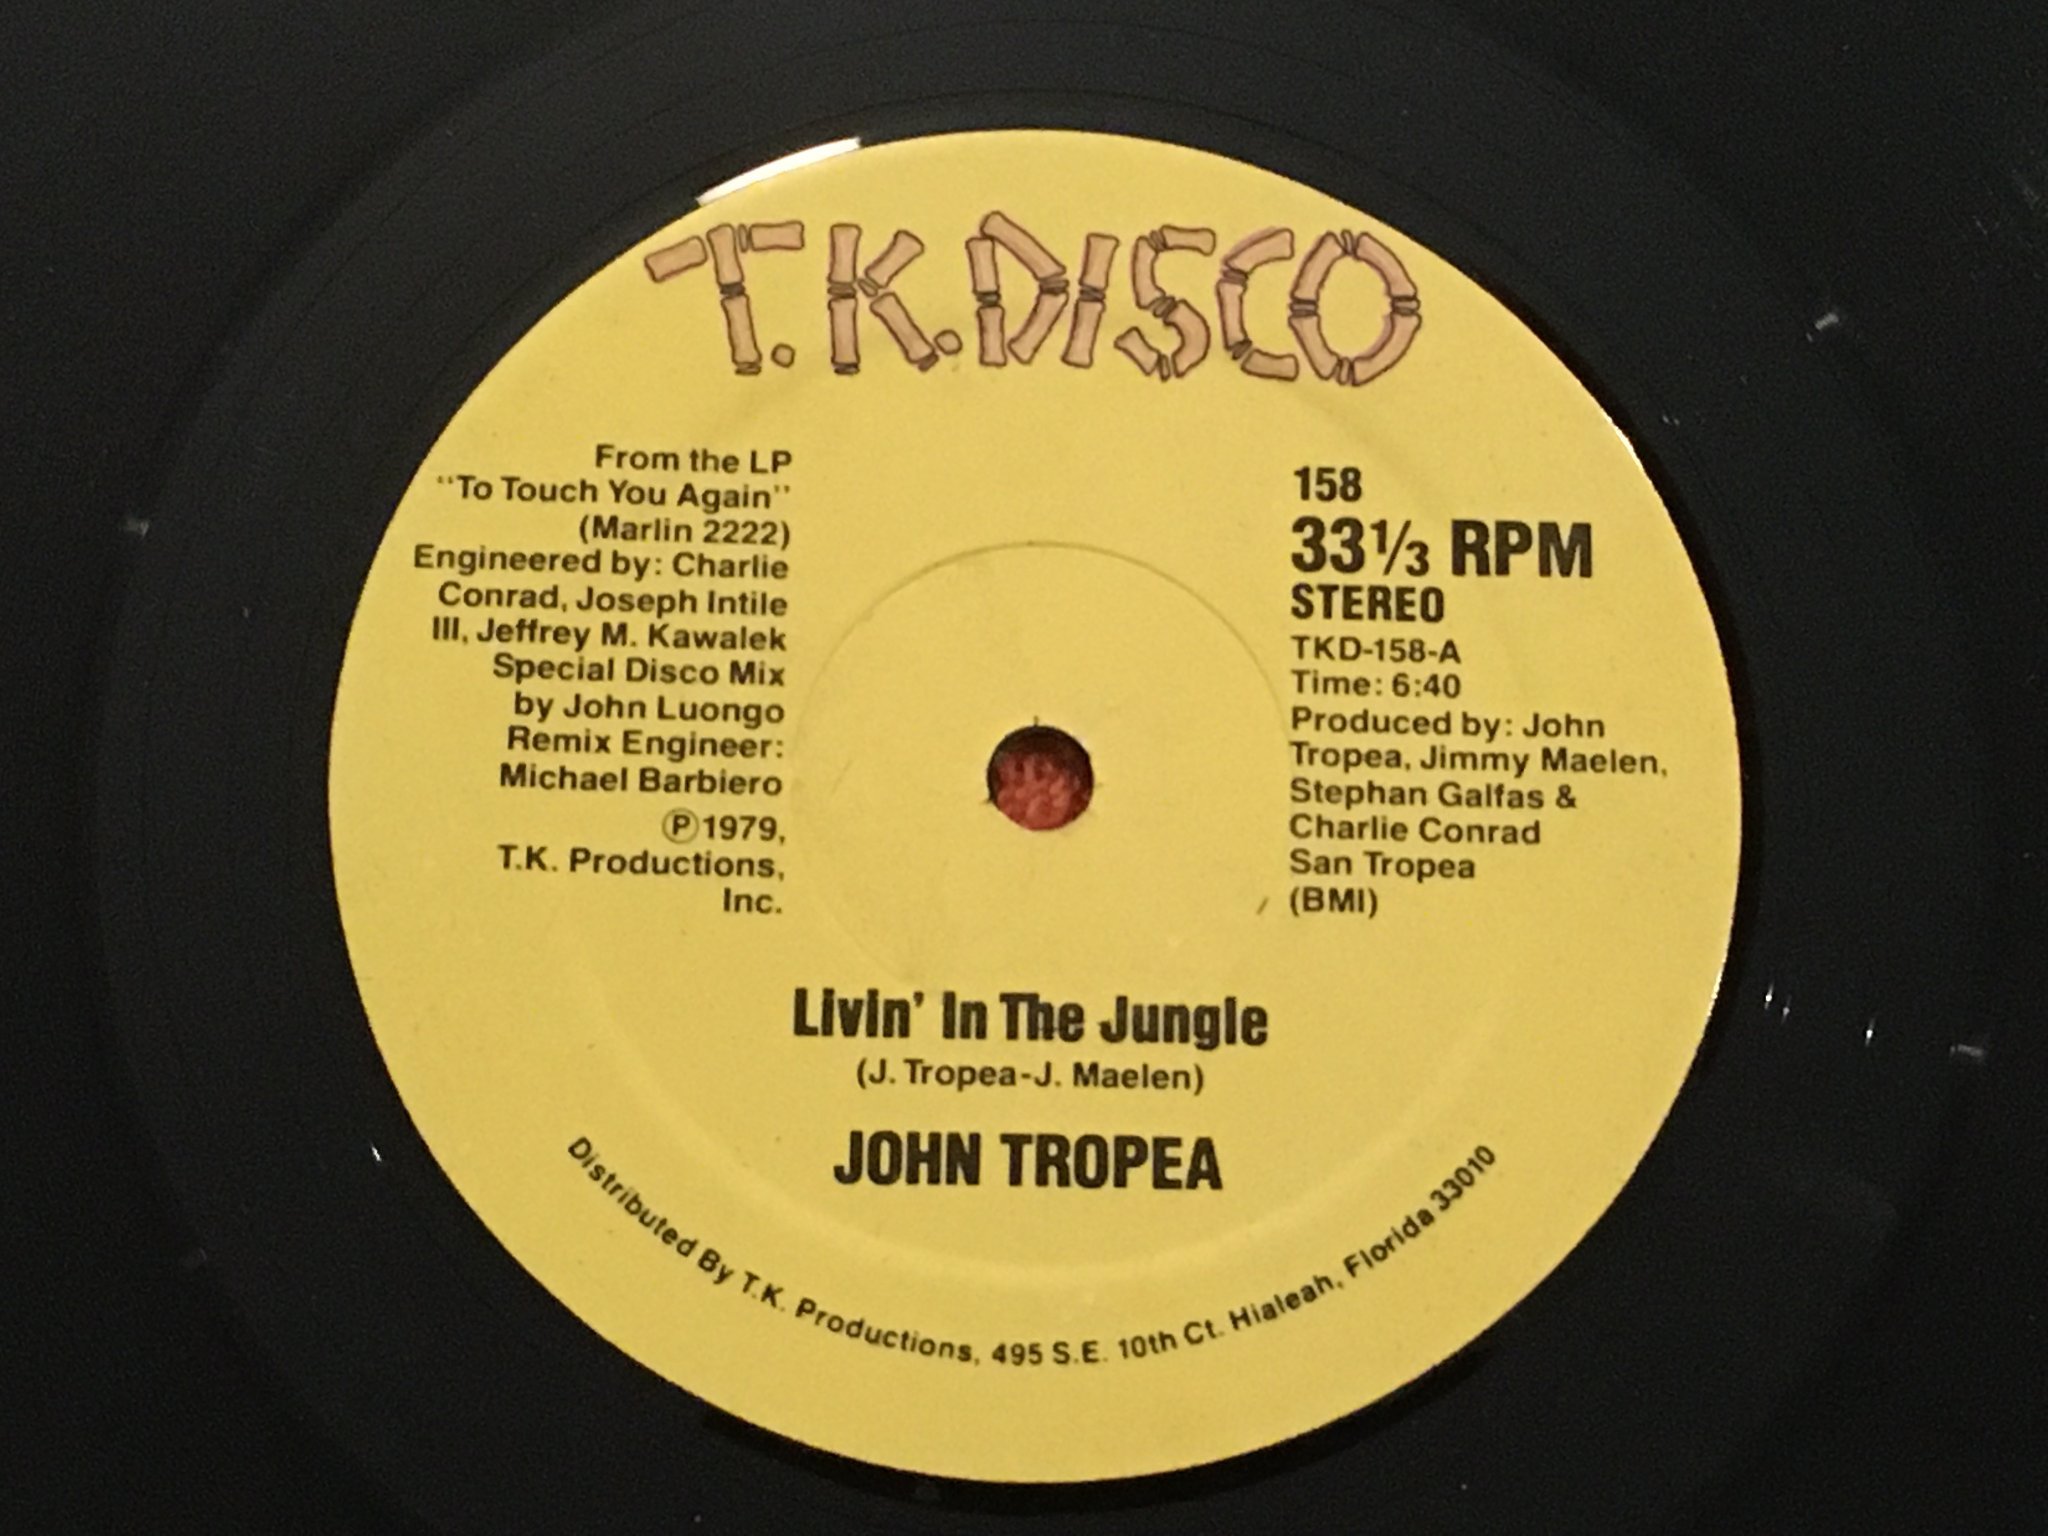 T.K.DISCO
From the LP
"To Touch You Again"
(Marlin 2222)
Engineered by: Charlie
Conrad, Joseph Intile
III, Jeffrey M. Kawalek
Special Disco Mix
by John Luongo
Remix Engineer:
Michael Barbiero
℗1979,
T.K. Productions,
Inc.
158
33⅓ RPM
STEREO
TKD-158-A
Time: 6:40
Produced by: John
Tropea, Jimmy Maelen,
Stephan Galfas &
Charlie Conrad
San Tropea
(BMI)
Livin' In The Jungle
(J. Tropea-J. Maelen)
JOHN TROPEA
Distributed By T.K. Productions, 495 S.E. 10th Ct. Hialeah, Florida 33010